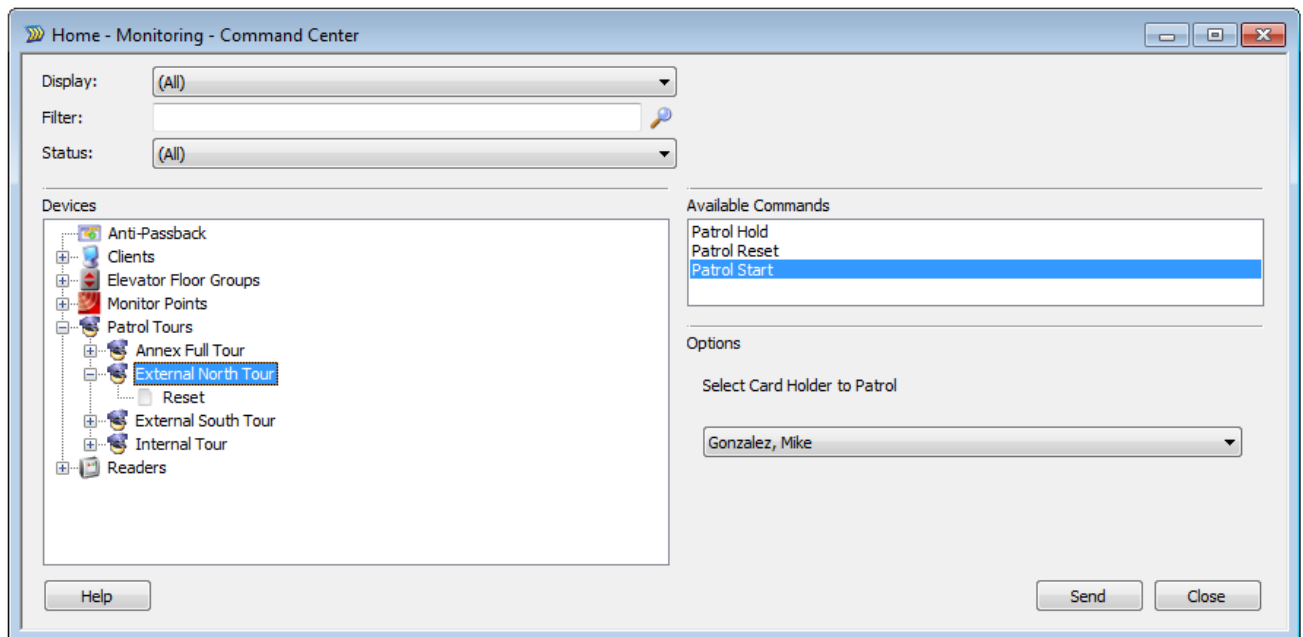 Home - Monitoring - Command Center
Display: (All)
Filter:
Status: (All)
Devices
Anti-Passback
Clients
Elevator Floor Groups
Monitor Points
Patrol Tours
Annex Full Tour
External North Tour
Reset
External South Tour
Internal Tour
Readers
Available Commands
Patrol Hold
Patrol Reset
Patrol Start
Options
Select Card Holder to Patrol
Gonzalez, Mike
Help
Send
Close